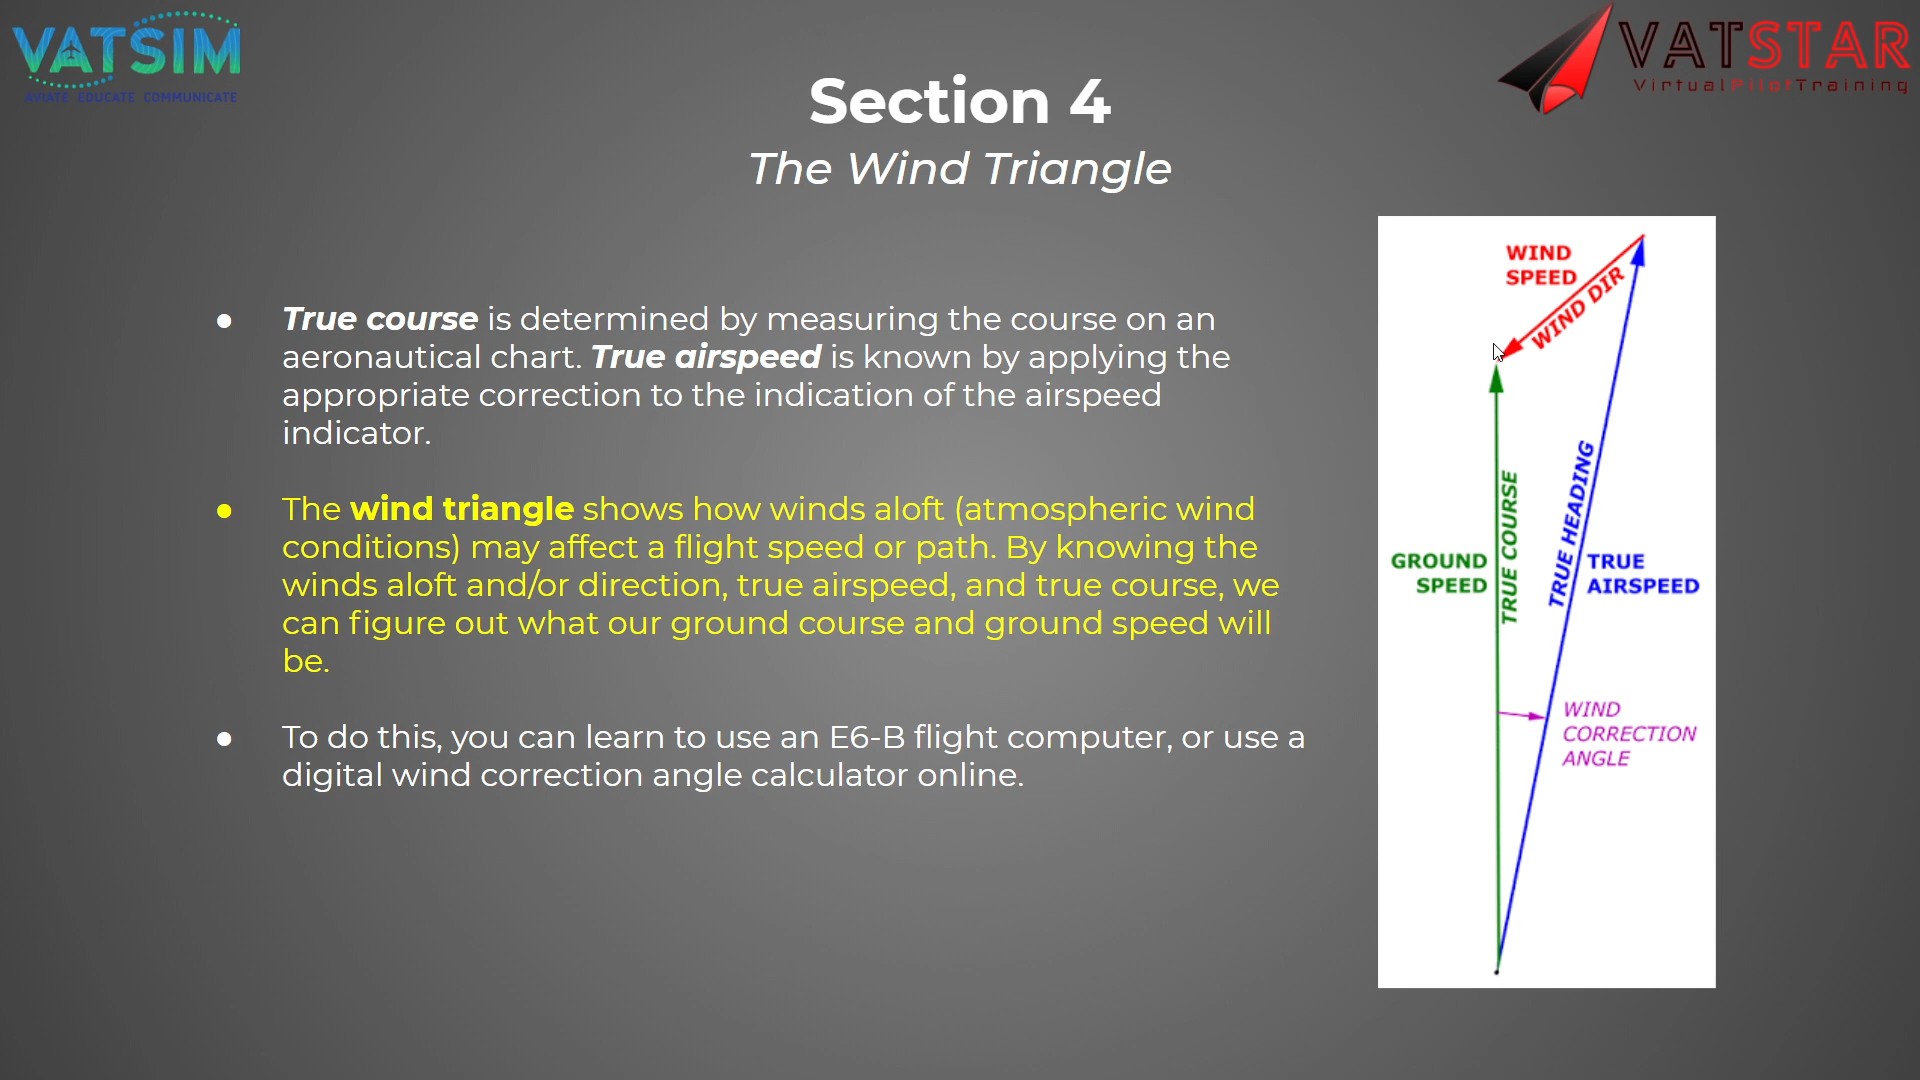 VATSIM
AVIATE EDUCATE COMMUNICATE
VATSTAR
VirtualPilotTraining
Section 4
The Wind Triangle
● True course is determined by measuring the course on an
aeronautical chart. True airspeed is known by applying the
appropriate correction to the indication of the airspeed
indicator.
● The wind triangle shows how winds aloft (atmospheric wind
conditions) may affect a flight speed or path. By knowing the
winds aloft and/or direction, true airspeed, and true course, we
can figure out what our ground course and ground speed will
be.
● To do this, you can learn to use an E6-B flight computer, or use a
digital wind correction angle calculator online.
WIND
SPEED
WIND DIR
GROUND
SPEED
TRUE COURSE
TRUE HEADING
TRUE
AIRSPEED
WIND
CORRECTION
ANGLE